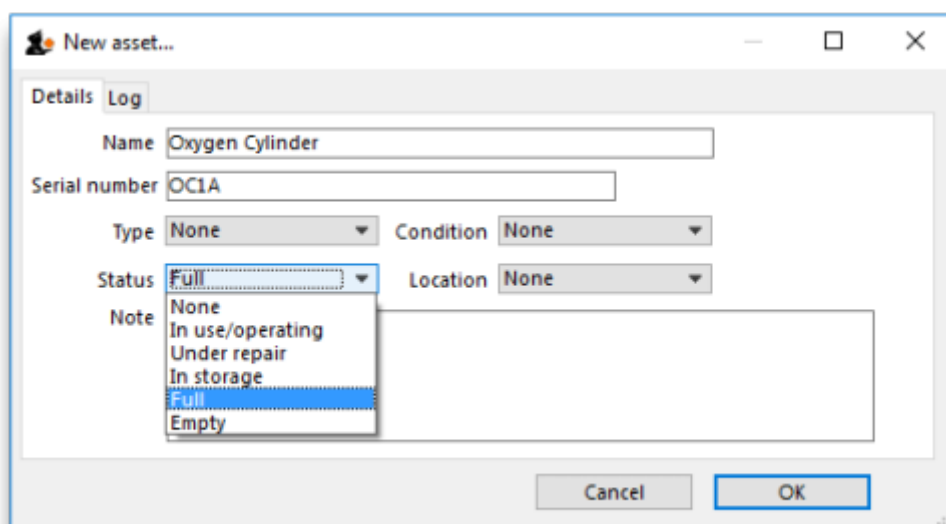 New asset...
Details Log
Name Oxygen Cylinder
Serial number OC1A
Type None Condition None
Status Full Location None
Note
None
In use/operating
Under repair
In storage
Full
Empty
Cancel OK